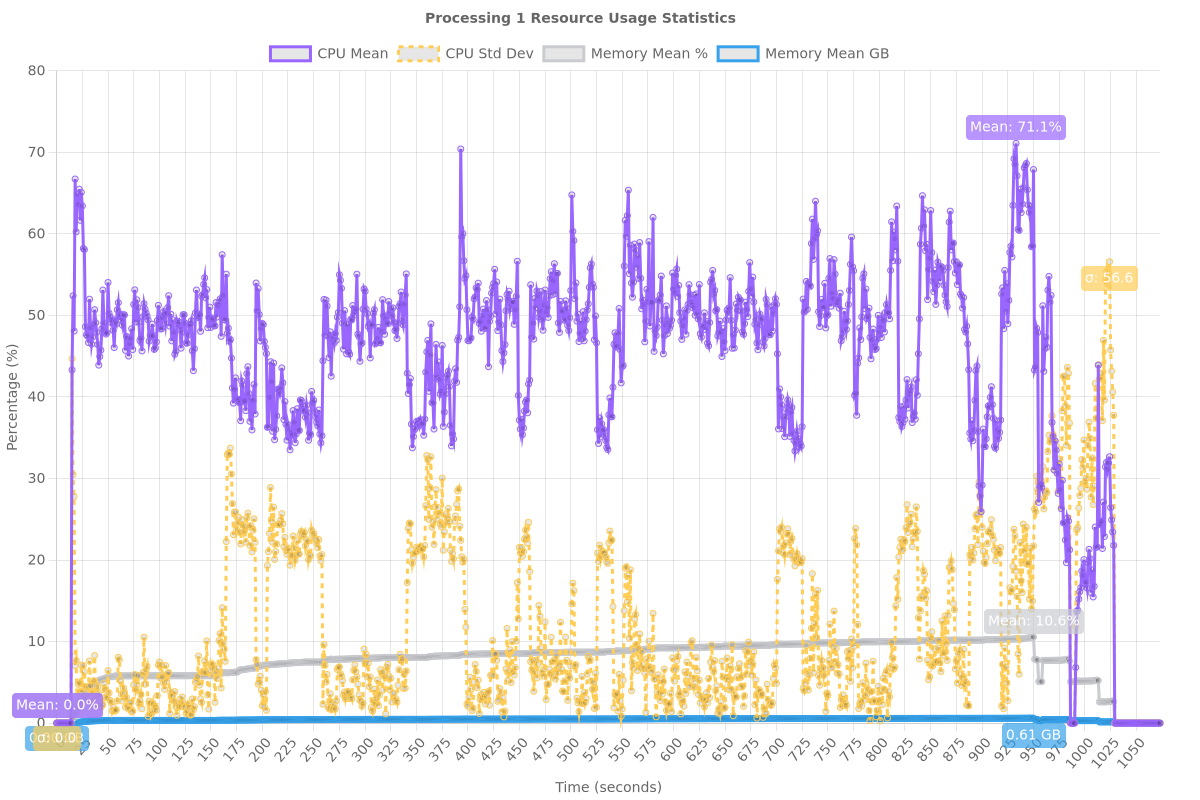 Processing 1 Resource Usage Statistics
CPU Mean CPU Std Dev Memory Mean % Memory Mean GB
80
70
60
50
40
30
20
10
0
Percentage (%)
Mean: 71.1%
σ: 56.6
10.6%
Mean: 0.0%
σ: 0.0
0.61 GB
25 50 75 100 125 150 175 200 225 250 275 300 325 350 375 400 425 450 475 500 525 550 575 600 625 650 675 700 725 750 775 800 825 850 875 900 925 950 975 1000 1025 1050
Time (seconds)